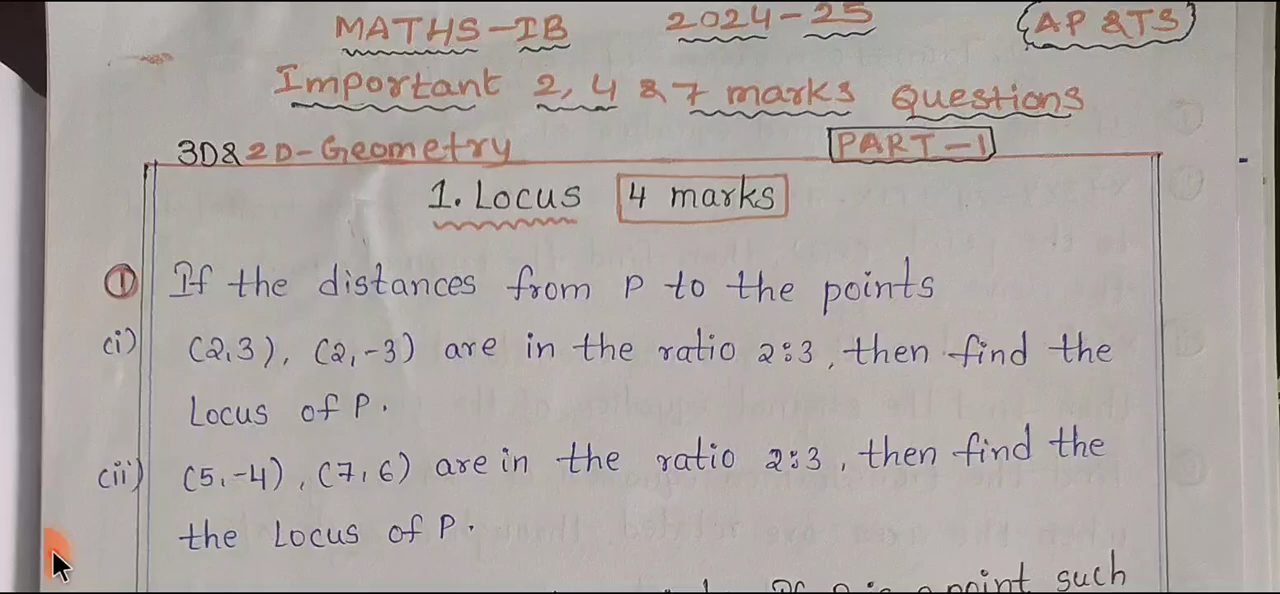 MATHS-IB 2024-25 (AP & TS)
Important 2, 4 & 7 marks Questions
3D & 2D-Geometry PART-1
1. Locus 4 marks
① If the distances from P to the points
(i) (2,3), (2,-3) are in the ratio 2:3, then find the
Locus of P.
(ii) (5,-4), (7,6) are in the ratio 2:3, then find the
the Locus of P.
point such